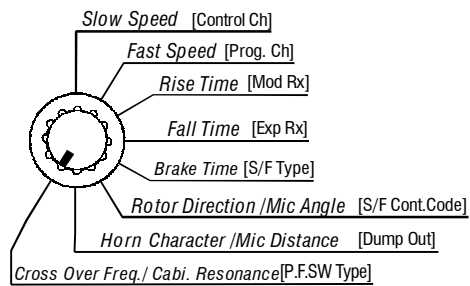 Slow Speed [Control Ch]
Fast Speed [Prog. Ch]
Rise Time [Mod Rx]
Fall Time [Exp Rx]
Brake Time [S/F Type]
Rotor Direction /Mic Angle [S/F Cont.Code]
Horn Character /Mic Distance [Dump Out]
Cross Over Freq./ Cabi. Resonance[P.F.SW Type]